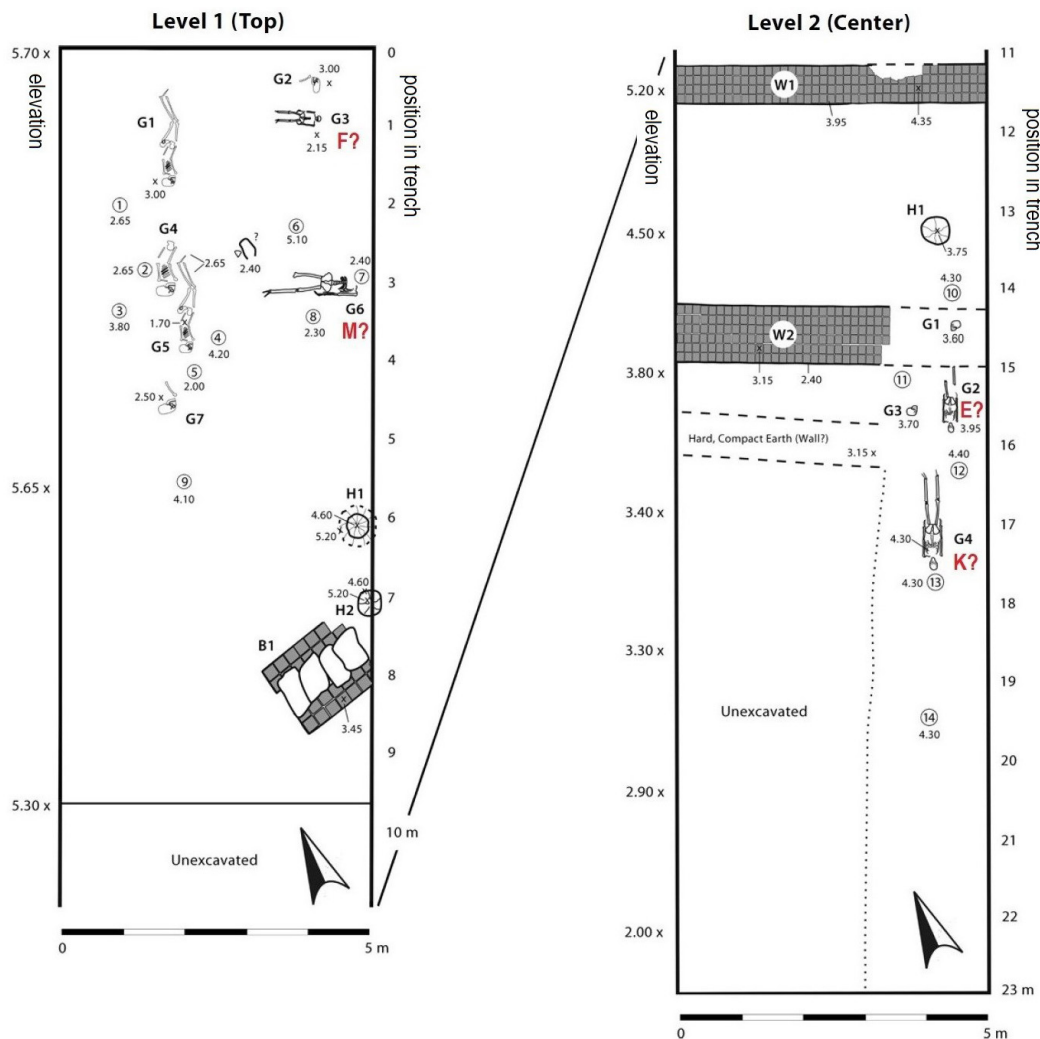 Level 1 (Top)
5.70 x
elevation
5.65 x
5.30 x
0
1
2
3
4
5
6
7
8
9
10 m
position in trench
G2
3.00
x
G3
x
2.15
F?
G1
x
3.00
1
2.65
G4
2.65
2
2.65
?
2.40
6
5.10
2.40
7
G6
M?
8
2.30
3
3.80
1.70
x
G5
4
4.20
5
2.00
2.50 x
G7
9
4.10
H1
4.60
5.20
x
4.60
x
5.20
x
H2
B1
x
3.45
Unexcavated
0
5 m
Level 2 (Center)
5.20 x
elevation
4.50 x
3.80 x
3.40 x
3.30 x
2.90 x
2.00 x
11
12
13
14
15
16
17
18
19
20
21
22
23 m
position in trench
W1
x
3.95
4.35
H1
x
3.75
4.30
10
W2
x
3.15
2.40
G1
3.60
11
G2
E?
3.95
G3
3.70
Hard, Compact Earth (Wall?)
3.15 x
4.40
12
4.30
G4
K?
4.30
13
Unexcavated
14
4.30
0
5 m